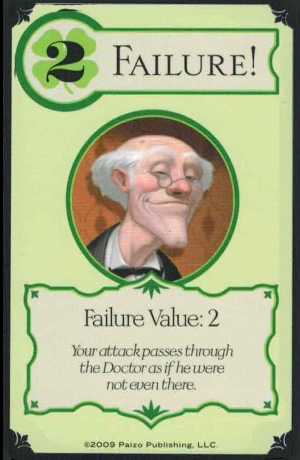 2 FAILURE!
Failure Value: 2
Your attack passes through
the Doctor as if he were
not even there.
©2009 Paizo Publishing, LLC.